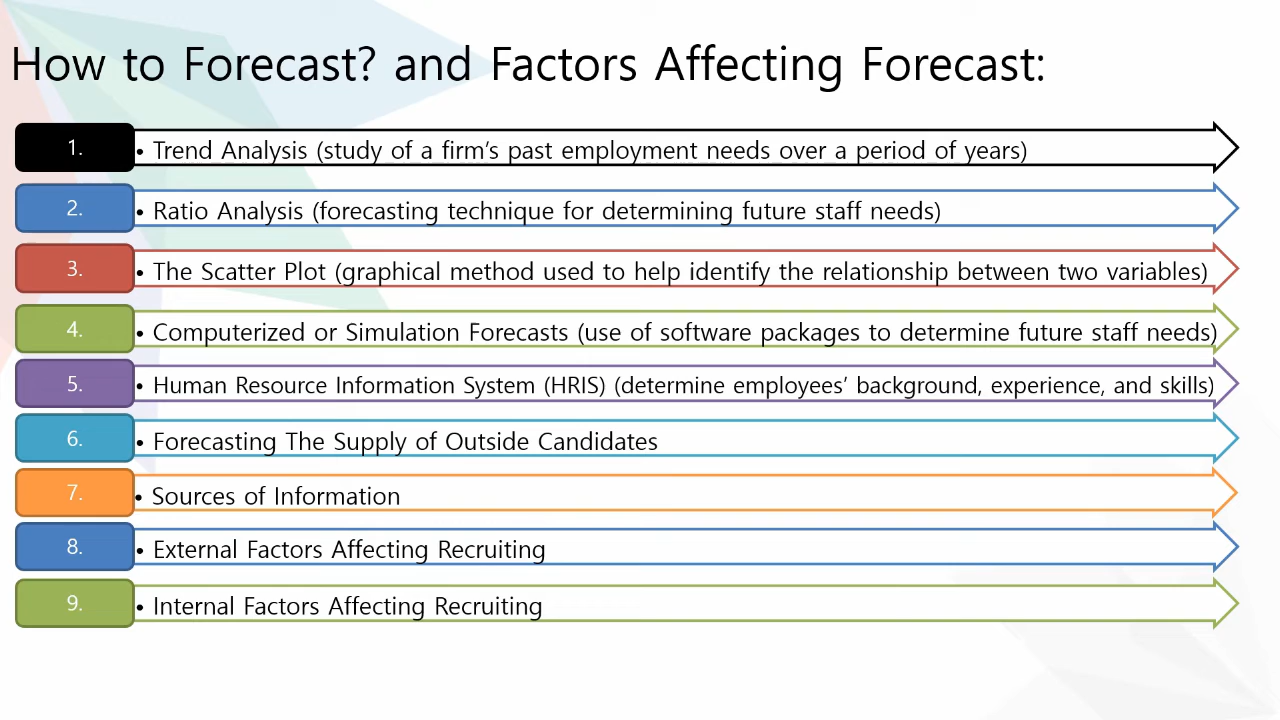 How to Forecast? and Factors Affecting Forecast:
1. • Trend Analysis (study of a firm’s past employment needs over a period of years)
2. • Ratio Analysis (forecasting technique for determining future staff needs)
3. • The Scatter Plot (graphical method used to help identify the relationship between two variables)
4. • Computerized or Simulation Forecasts (use of software packages to determine future staff needs)
5. • Human Resource Information System (HRIS) (determine employees’ background, experience, and skills)
6. • Forecasting The Supply of Outside Candidates
7. • Sources of Information
8. • External Factors Affecting Recruiting
9. • Internal Factors Affecting Recruiting